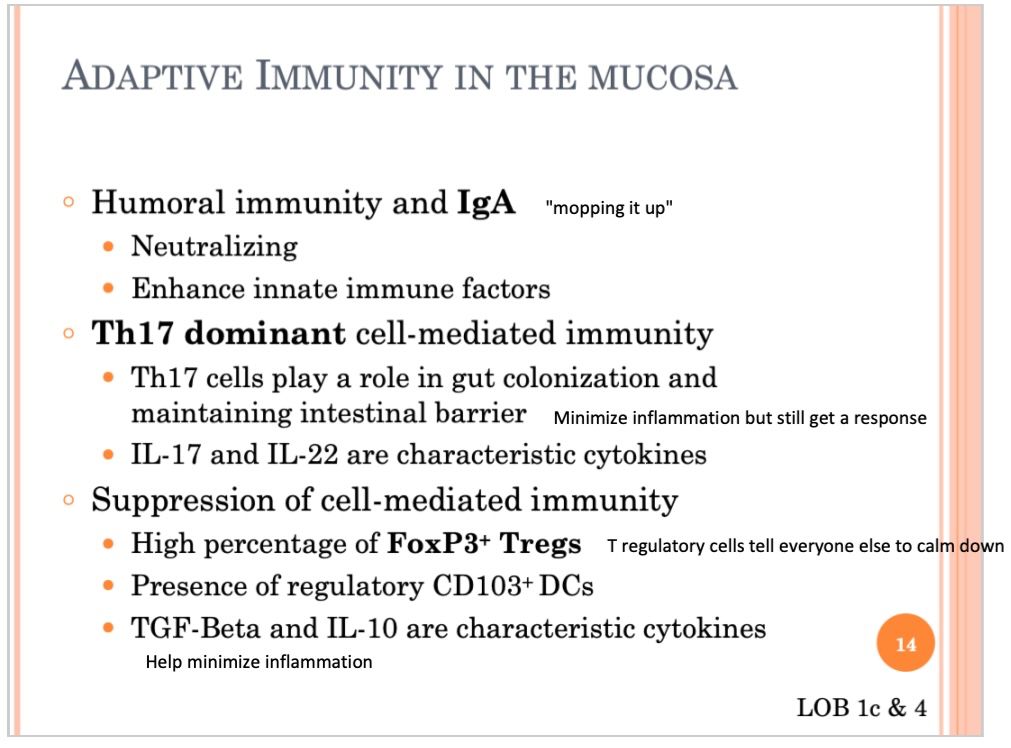 ADAPTIVE IMMUNITY IN THE MUCOSA
Humoral immunity and IgA "mopping it up"
Neutralizing
Enhance innate immune factors
Th17 dominant cell-mediated immunity
Th17 cells play a role in gut colonization and
maintaining intestinal barrier Minimize inflammation but still get a response
IL-17 and IL-22 are characteristic cytokines
Suppression of cell-mediated immunity
High percentage of FoxP3+ Tregs T regulatory cells tell everyone else to calm down
Presence of regulatory CD103+ DCs
TGF-Beta and IL-10 are characteristic cytokines
Help minimize inflammation
14
LOB 1c & 4